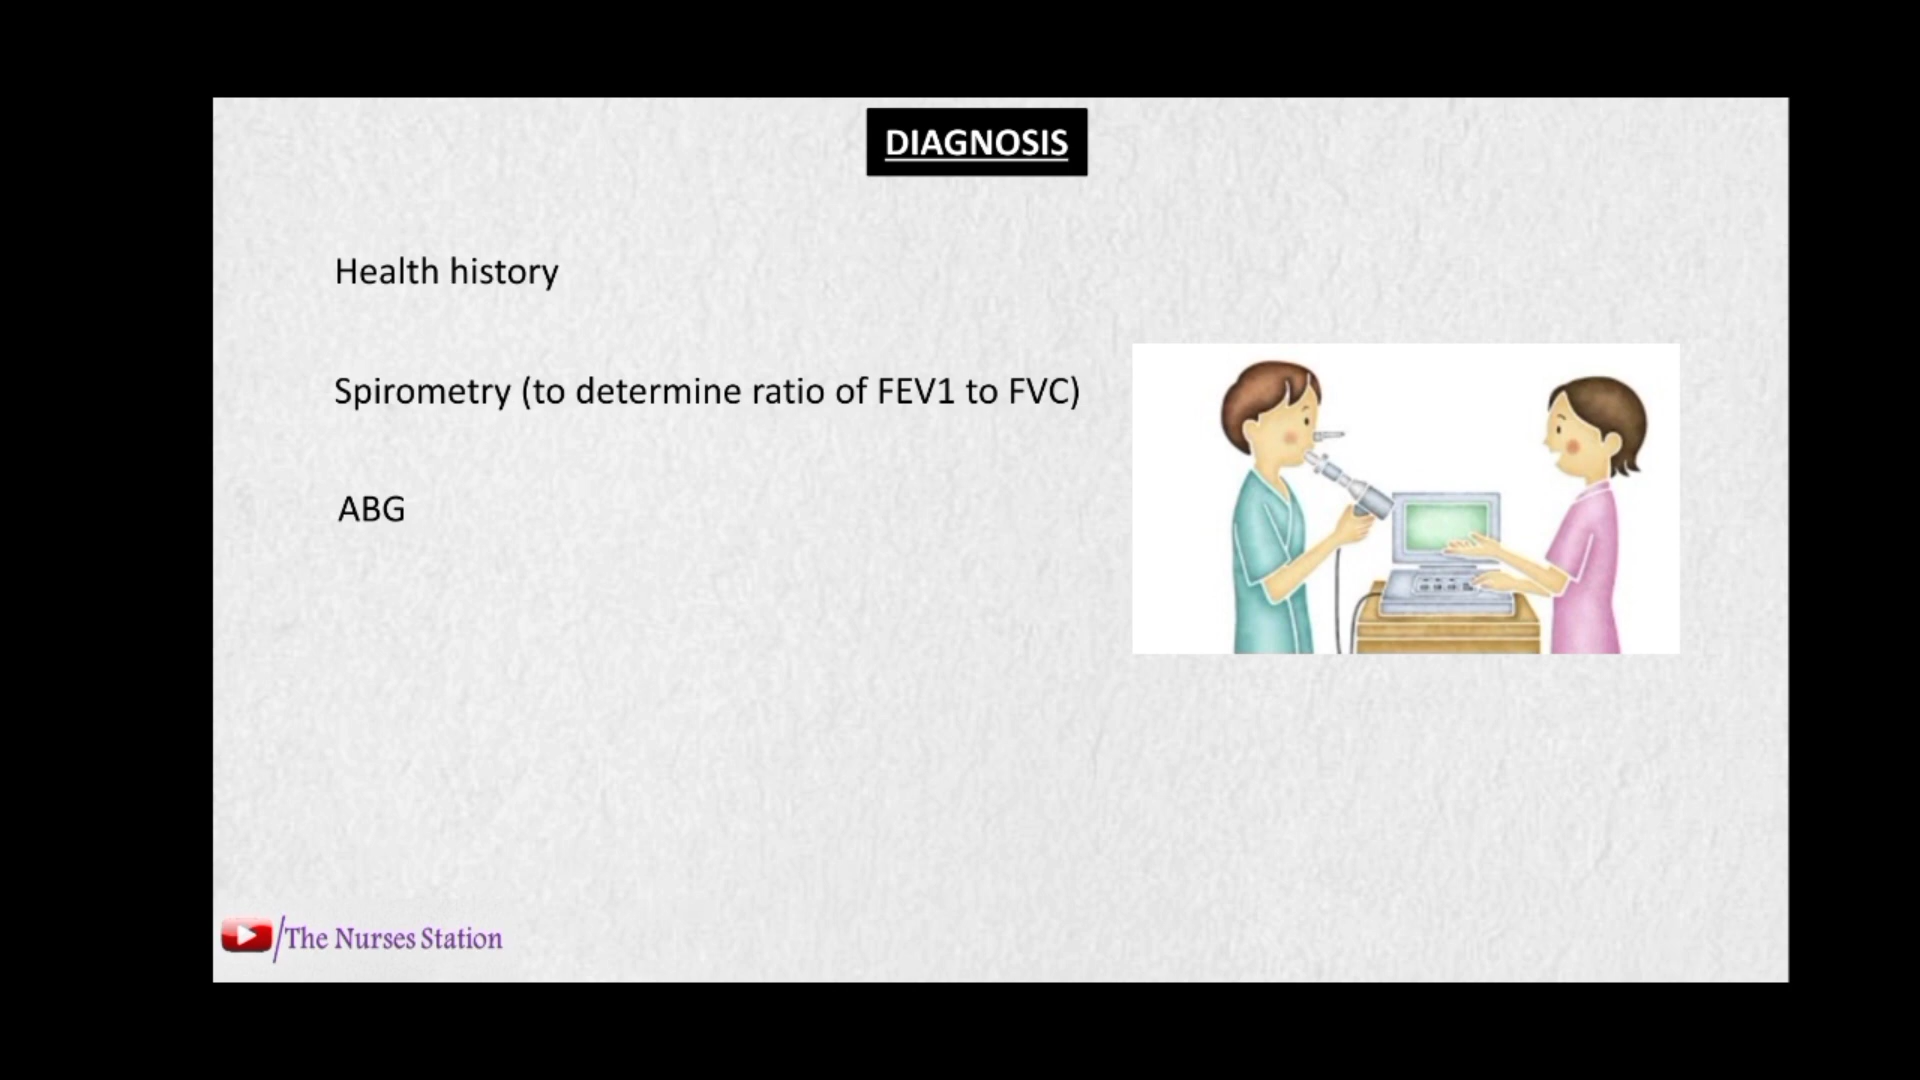 DIAGNOSIS
Health history
Spirometry (to determine ratio of FEV1 to FVC)
ABG
/The Nurses Station